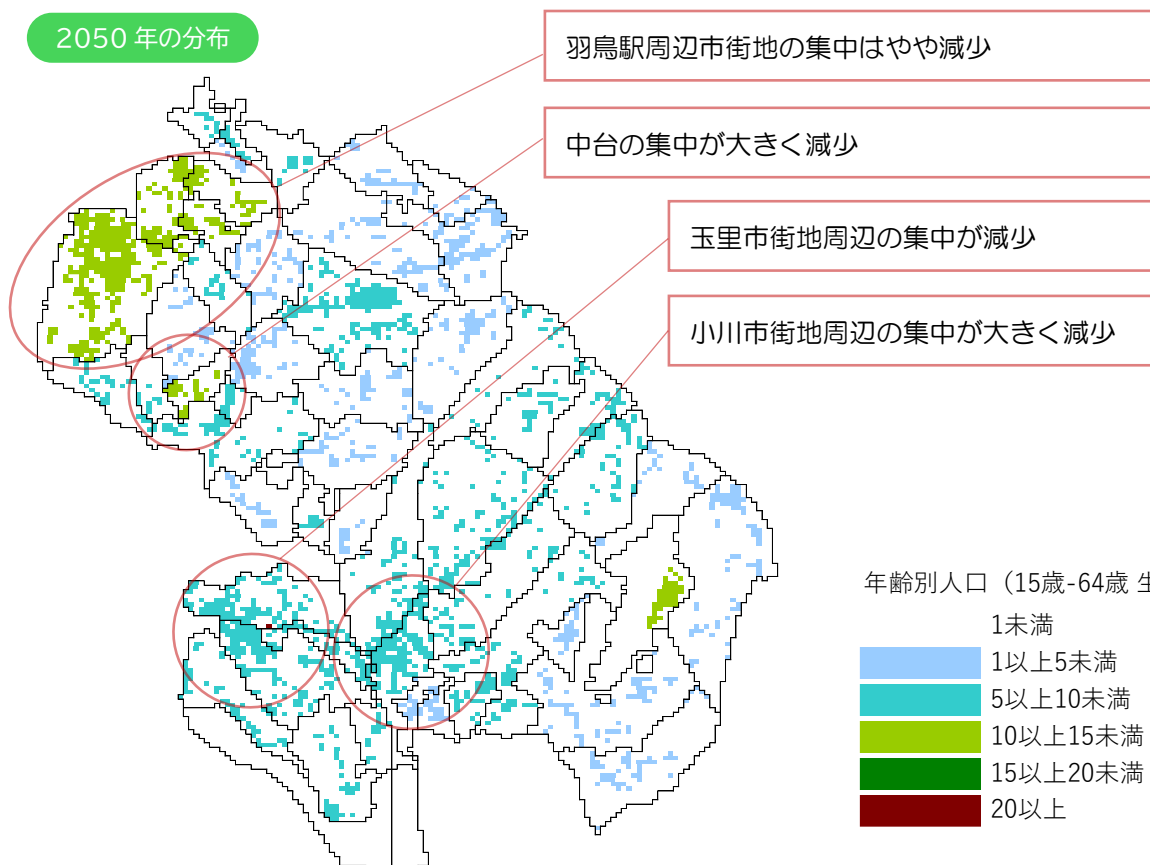 2050 年の分布
羽鳥駅周辺市街地の集中はやや減少
中台の集中が大きく減少
玉里市街地周辺の集中が減少
小川市街地周辺の集中が大きく減少
年齢別人口（15歳-64歳 生
1未満
1以上5未満
5以上10未満
10以上15未満
15以上20未満
20以上